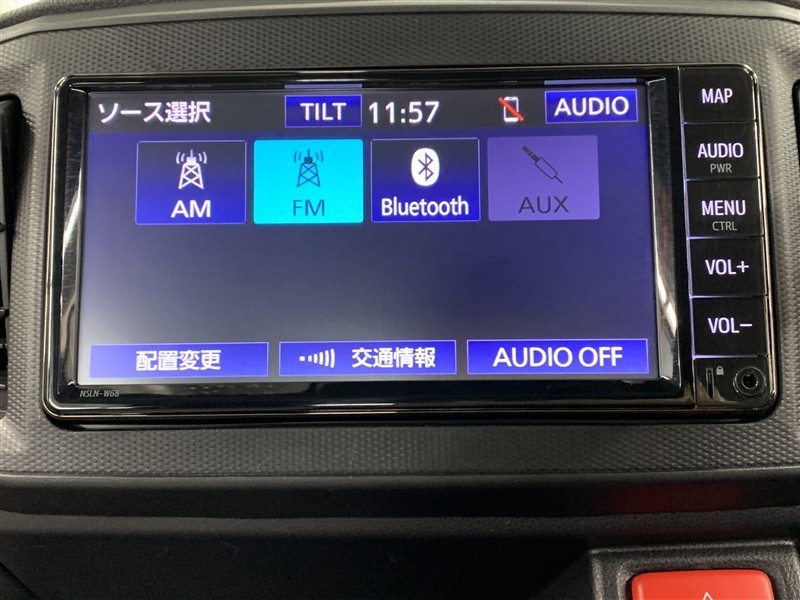 ソース選択 TILT 11:57 AUDIO
AM FM Bluetooth AUX
配置変更 交通情報 AUDIO OFF
NSLN-W68
MAP
AUDIO
PWR
MENU
CTRL
VOL+
VOL-